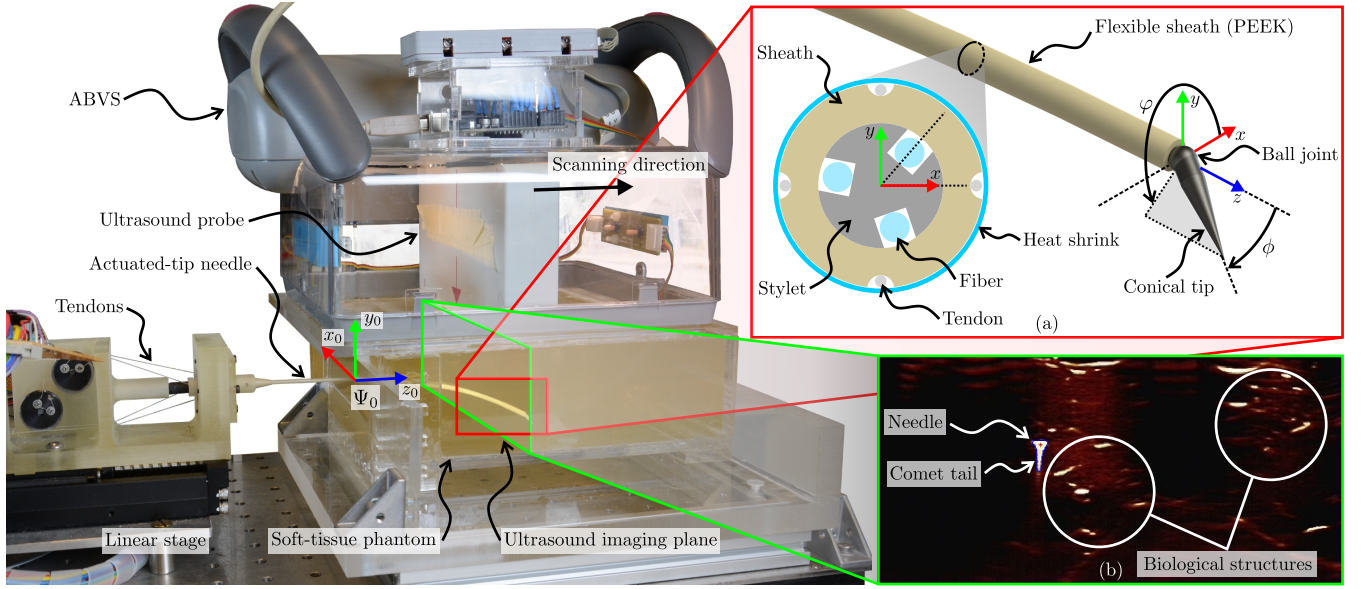 ABVS
Scanning direction
Ultrasound probe
Actuated-tip needle
Tendons
x₀
y₀
z₀
Ψ₀
Linear stage
Soft-tissue phantom
Ultrasound imaging plane
Flexible sheath (PEEK)
Sheath
y
x
Heat shrink
Fiber
Stylet
Tendon
φ
y
x
Ball joint
z
ϕ
Conical tip
(a)
Needle
Comet tail
Biological structures
(b)